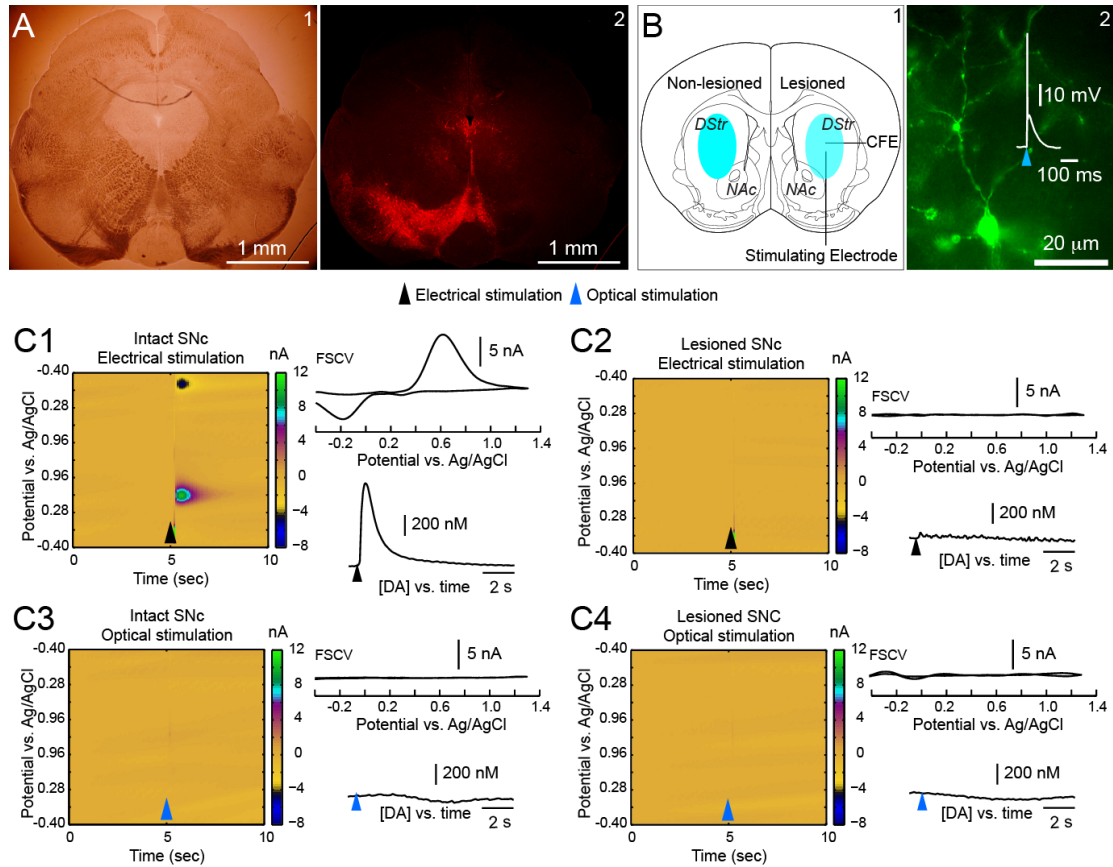 A
1
1 mm
2
1 mm
B
1
Non-lesioned
Lesioned
DStr
DStr
CFE
NAc
NAc
Stimulating Electrode
2
10 mV
100 ms
20 µm
Electrical stimulation
Optical stimulation
C1
Intact SNc
Electrical stimulation
nA
-0.40
0.28
0.96
0.96
0.28
-0.40
Potential vs. Ag/AgCl
0 5 10
Time (sec)
12
8
4
0
−4
−8
FSCV
5 nA
-0.2 0.2 0.6 1.0 1.4
Potential vs. Ag/AgCl
200 nM
[DA] vs. time
2 s
C2
Lesioned SNc
Electrical stimulation
nA
-0.40
0.28
0.96
0.96
0.28
-0.40
Potential vs. Ag/AgCl
0 5 10
Time (sec)
12
8
4
0
−4
−8
FSCV
5 nA
-0.2 0.2 0.6 1.0 1.4
Potential vs. Ag/AgCl
200 nM
[DA] vs. time
2 s
C3
Intact SNc
Optical stimulation
nA
-0.40
0.28
0.96
0.96
0.28
-0.40
Potential vs. Ag/AgCl
0 5 10
Time (sec)
12
8
4
0
−4
−8
FSCV
5 nA
-0.2 0.2 0.6 1.0 1.4
Potential vs. Ag/AgCl
200 nM
[DA] vs. time
2 s
C4
Lesioned SNC
Optical stimulation
nA
-0.40
0.28
0.96
0.96
0.28
-0.40
Potential vs. Ag/AgCl
0 5 10
Time (sec)
12
8
4
0
−4
−8
FSCV
5 nA
-0.2 0.2 0.6 1.0 1.4
Potential vs. Ag/AgCl
200 nM
[DA] vs. time
2 s